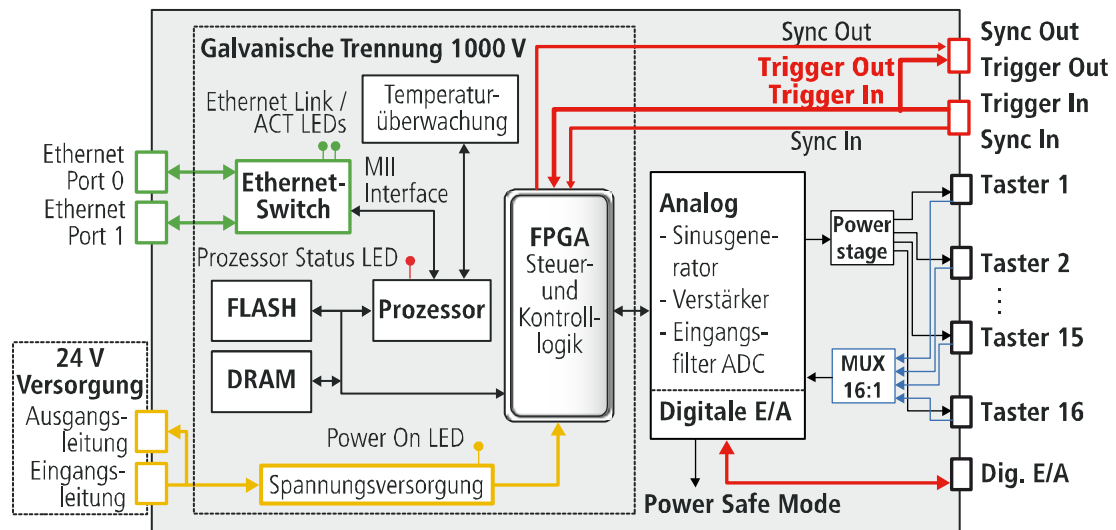 Galvanische Trennung 1000 V
Sync Out
Sync Out
Trigger Out
Trigger Out
Trigger In
Trigger In
Sync In
Sync In
Ethernet Link /
ACT LEDs
Temperatur-
überwachung
Ethernet
Port 0
Ethernet
Port 1
Ethernet-
Switch
MII
Interface
Prozessor Status LED
FLASH
Prozessor
DRAM
FPGA
Steuer-
und
Kontroll-
logik
Analog
- Sinusgene-
rator
- Verstärker
- Eingangs-
filter ADC
Digitale E/A
Power
stage
MUX
16:1
Taster 1
Taster 2
⋮
Taster 15
Taster 16
Dig. E/A
24 V
Versorgung
Ausgangs-
leitung
Eingangs-
leitung
Power On LED
Spannungsversorgung
Power Safe Mode